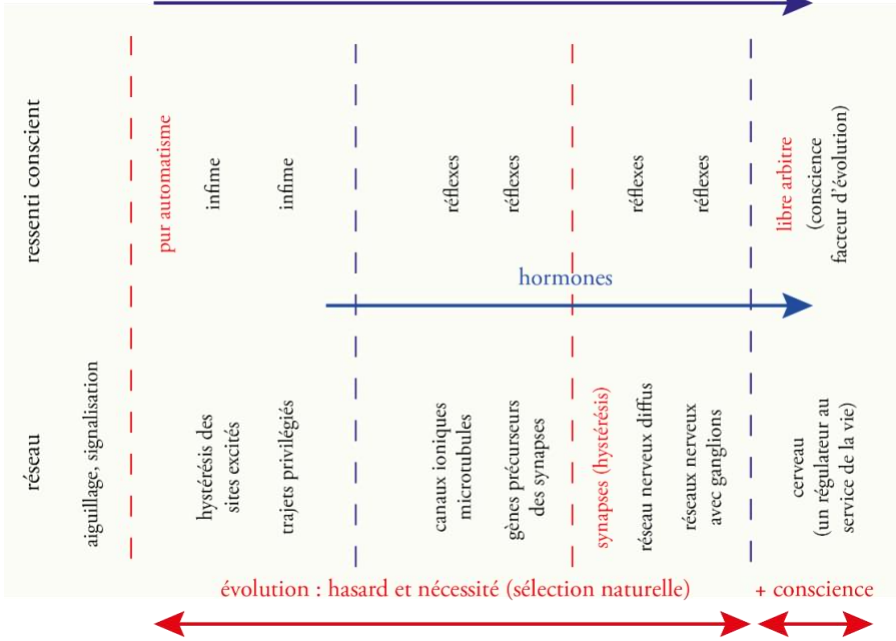 ressenti conscient
pur automatisme
infime
infime
réflexes
réflexes
réflexes
réflexes
libre arbitre
(conscience
facteur d’évolution)
hormones
réseau
aiguillage, signalisation
hystérésis des
sites excités
trajets privilégiés
canaux ioniques
microtubules
gènes précurseurs
des synapses
synapses (hystérésis)
réseau nerveux diffus
réseaux nerveux
avec ganglions
cerveau
(un régulateur au
service de la vie)
évolution : hasard et nécessité (sélection naturelle)
+ conscience